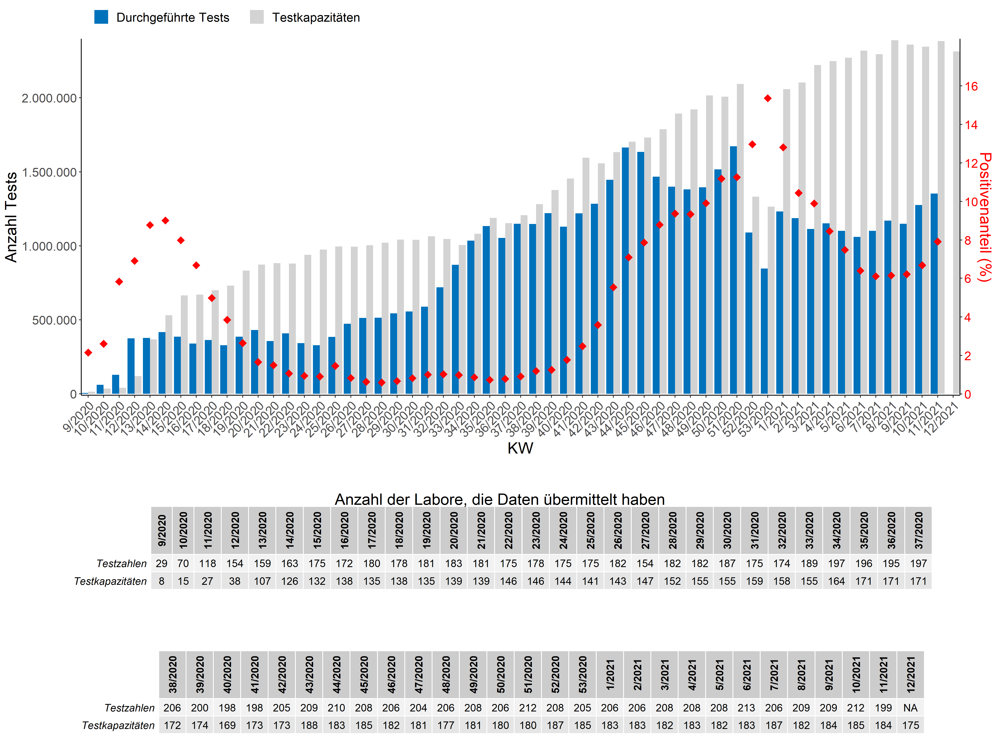 Durchgeführte Tests Testkapazitäten
Anzahl Tests
2.000.000
1.500.000
1.000.000
500.000
0
16
14
12
10
8
6
4
2
0
Positivenanteil (%)
9/2020 10/2020 11/2020 12/2020 13/2020 14/2020 15/2020 16/2020 17/2020 18/2020 19/2020 20/2020 21/2020 22/2020 23/2020 24/2020 25/2020 26/2020 27/2020 28/2020 29/2020 30/2020 31/2020 32/2020 33/2020 34/2020 35/2020 36/2020 37/2020 38/2020 39/2020 40/2020 41/2020 42/2020 43/2020 44/2020 45/2020 46/2020 47/2020 48/2020 49/2020 50/2020 51/2020 52/2020 53/2020 1/2021 2/2021 3/2021 4/2021 5/2021 6/2021 7/2021 8/2021 9/2021 10/2021 11/2021 12/2021
KW
Anzahl der Labore, die Daten übermittelt haben
9/2020 10/2020 11/2020 12/2020 13/2020 14/2020 15/2020 16/2020 17/2020 18/2020 19/2020 20/2020 21/2020 22/2020 23/2020 24/2020 25/2020 26/2020 27/2020 28/2020 29/2020 30/2020 31/2020 32/2020 33/2020 34/2020 35/2020 36/2020 37/2020
Testzahlen 29 70 118 154 159 163 175 172 180 178 181 183 181 175 178 175 175 182 154 182 182 187 175 174 189 197 196 195 197
Testkapazitäten 8 15 27 38 107 126 132 138 135 138 135 139 139 146 146 144 141 143 147 152 155 155 159 158 155 164 171 171 171
38/2020 39/2020 40/2020 41/2020 42/2020 43/2020 44/2020 45/2020 46/2020 47/2020 48/2020 49/2020 50/2020 51/2020 52/2020 53/2020 1/2021 2/2021 3/2021 4/2021 5/2021 6/2021 7/2021 8/2021 9/2021 10/2021 11/2021 12/2021
Testzahlen 206 200 198 198 205 209 210 208 206 204 206 208 206 212 208 205 206 206 208 208 208 213 206 209 209 212 199 NA
Testkapazitäten 172 174 169 173 173 188 183 185 182 181 177 181 180 180 187 185 183 183 182 183 182 183 187 182 184 185 184 175